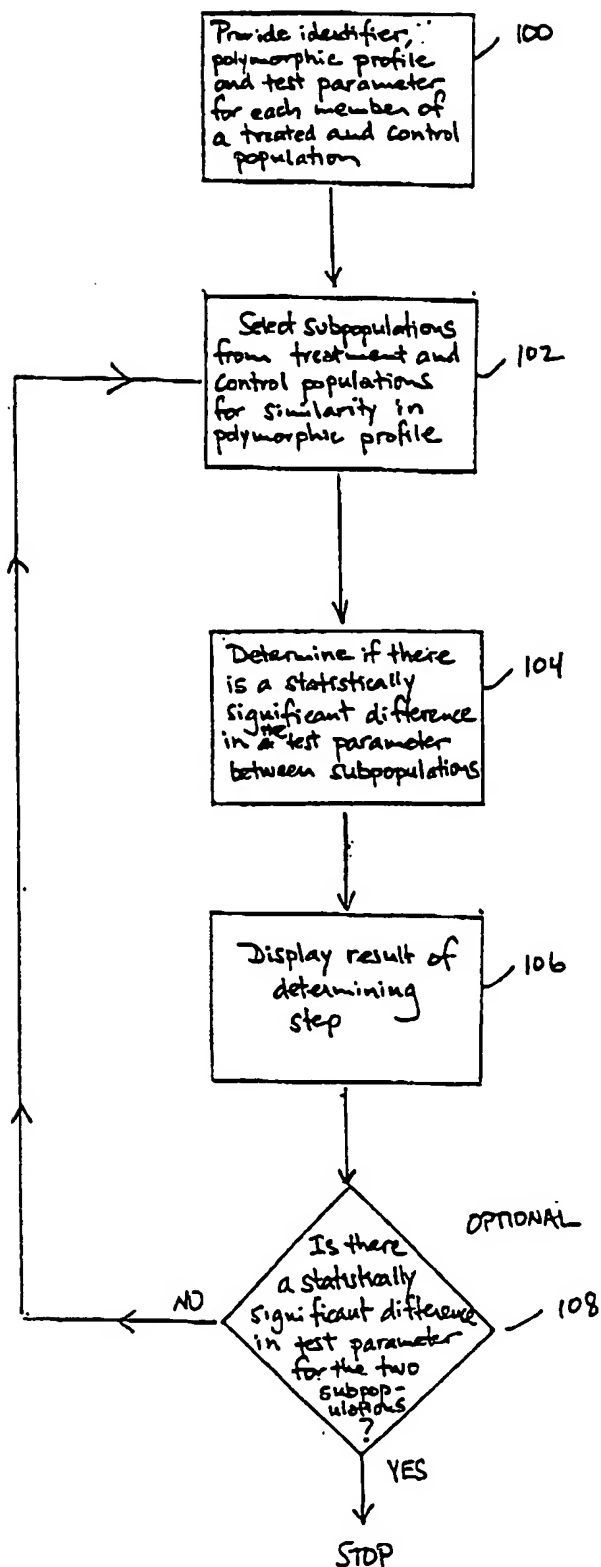 Provide identifier,
polymorphic profile
and test parameter
for each member of
a treated and control
population
100
Select subpopulations
from treatment and
control populations
for similarity in
polymorphic profile
102
Determine if there
is a statistically
significant difference
in the test parameter
between subpopulations
104
Display result of
determining
step
106
OPTIONAL
Is there
a statistically
significant difference
in test parameter
for the two
subpop-
ulations
?
108
NO
YES
STOP